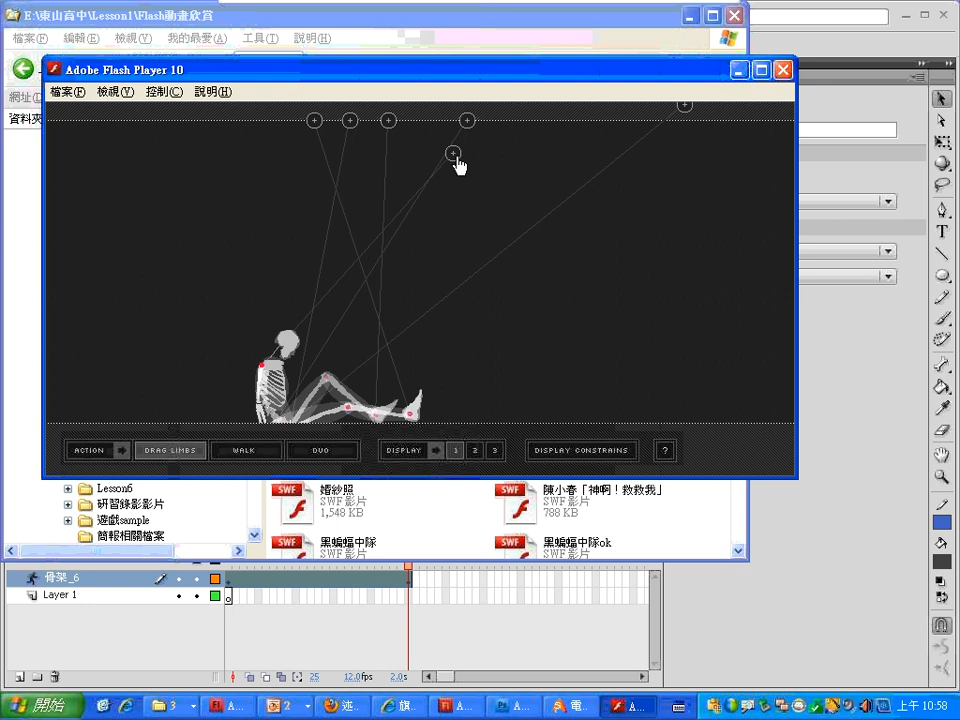 E:\東山高中\Lesson1\Flash動畫欣賞
檔案(F) 編輯(E) 檢視(V) 我的最愛(A) 工具(T) 說明(H)
Adobe Flash Player 10
檔案(F) 檢視(V) 控制(C) 說明(H)
網址(D
資料夾
ACTION DRAG LIMBS WALK DUO DISPLAY 1 2 3 DISPLAY CONSTRAINS ?
Lesson6
研習錄影影片
遊戲sample
簡報相關檔案
婚紗照
SWF 影片
1,548 KB
陳小春「神啊！救救我」
SWF 影片
788 KB
黑蝙蝠中隊
SWF 影片
黑蝙蝠中隊ok
SWF 影片
骨架_6
Layer 1
25 12.0fps 2.0s
開始 3 A... 2 述... 旗... A... A... 電... A... 上午 10:58